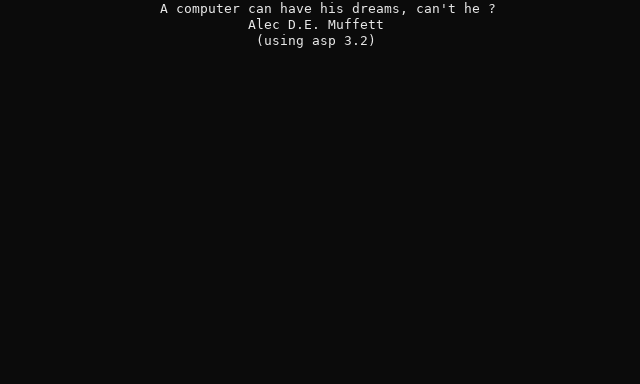 A computer can have his dreams, can't he ?
Alec D.E. Muffett
(using asp 3.2)